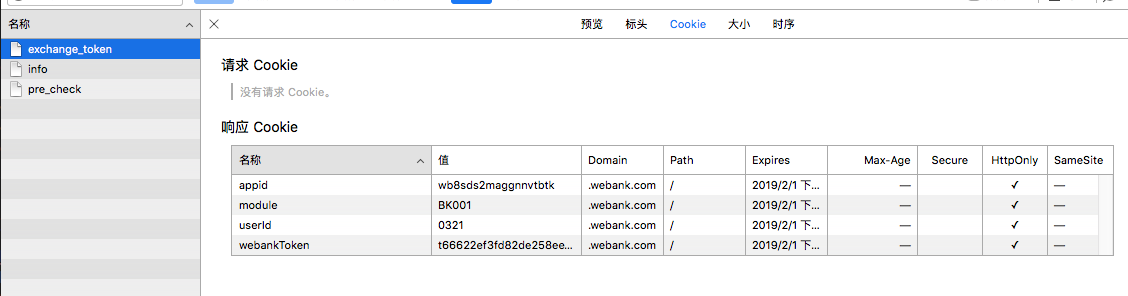 名称
预览 标头 Cookie 大小 时序
exchange_token
info
pre_check
请求 Cookie
没有请求 Cookie。
响应 Cookie
名称 值 Domain Path Expires Max-Age Secure HttpOnly SameSite
appid wb8sds2maggnnvtbtk .webank.com / 2019/2/1 下... — ✓ —
module BK001 .webank.com / 2019/2/1 下... — ✓ —
userId 0321 .webank.com / 2019/2/1 下... — ✓ —
webankToken t66622ef3fd82de258ee... .webank.com / 2019/2/1 下... — ✓ —